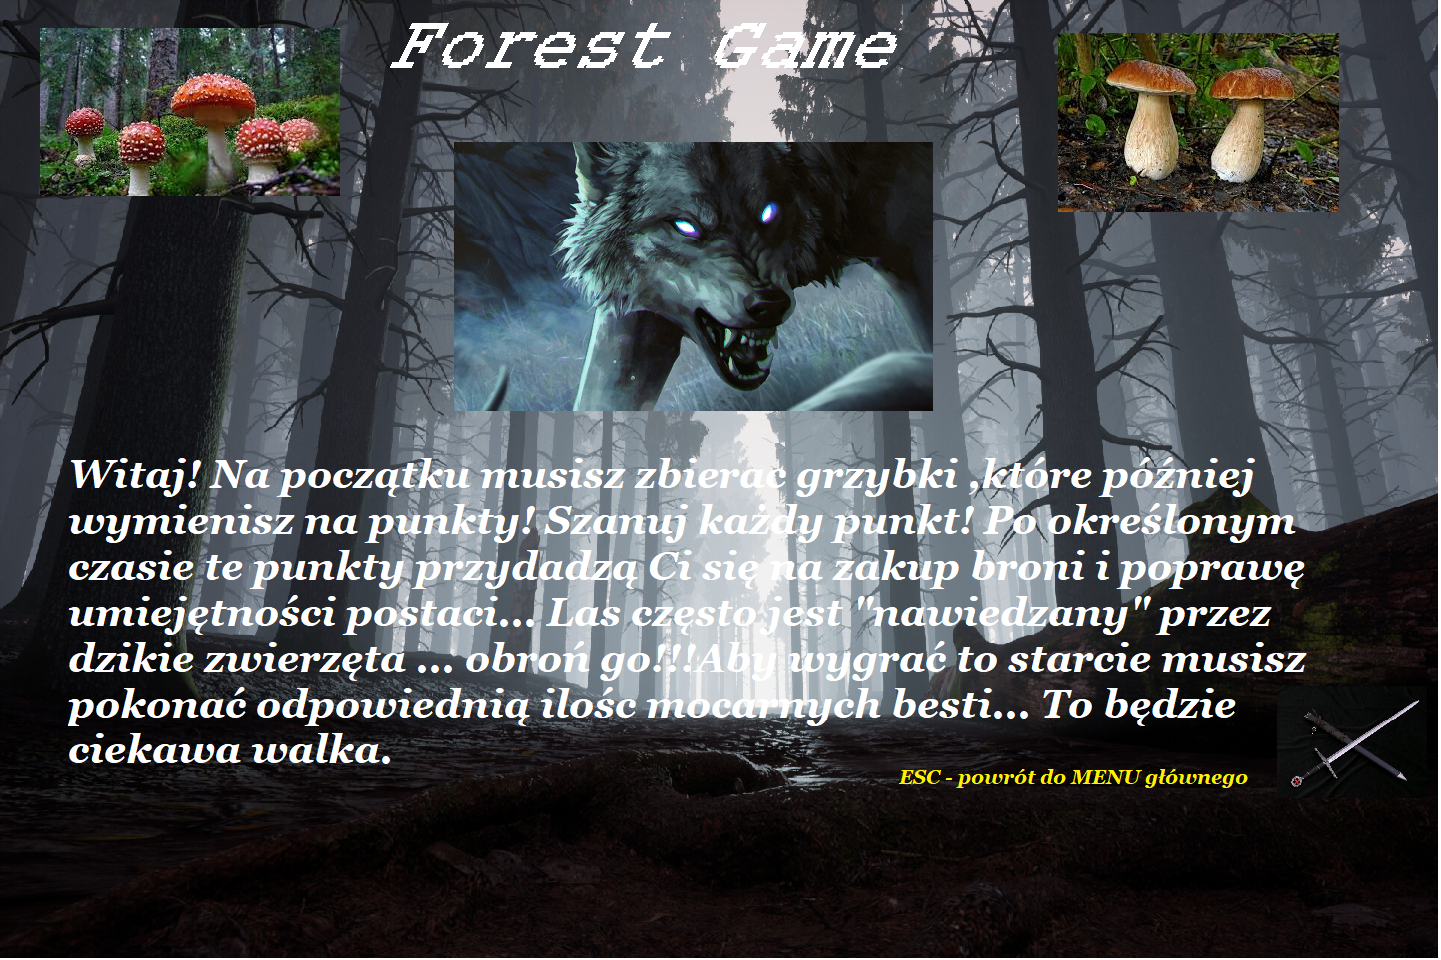 Forest Game
Witaj! Na początku musisz zbierac grzybki ,które później
wymienisz na punkty! Szanuj każdy punkt! Po określonym
czasie te punkty przydadzą Ci się na zakup broni i poprawę
umiejętności postaci... Las często jest "nawiedzany" przez
dzikie zwierzęta ... obroń go!!!Aby wygrać to starcie musisz
pokonać odpowiednią ilośc mocarnych besti... To będzie
ciekawa walka.
ESC - powrót do MENU głównego